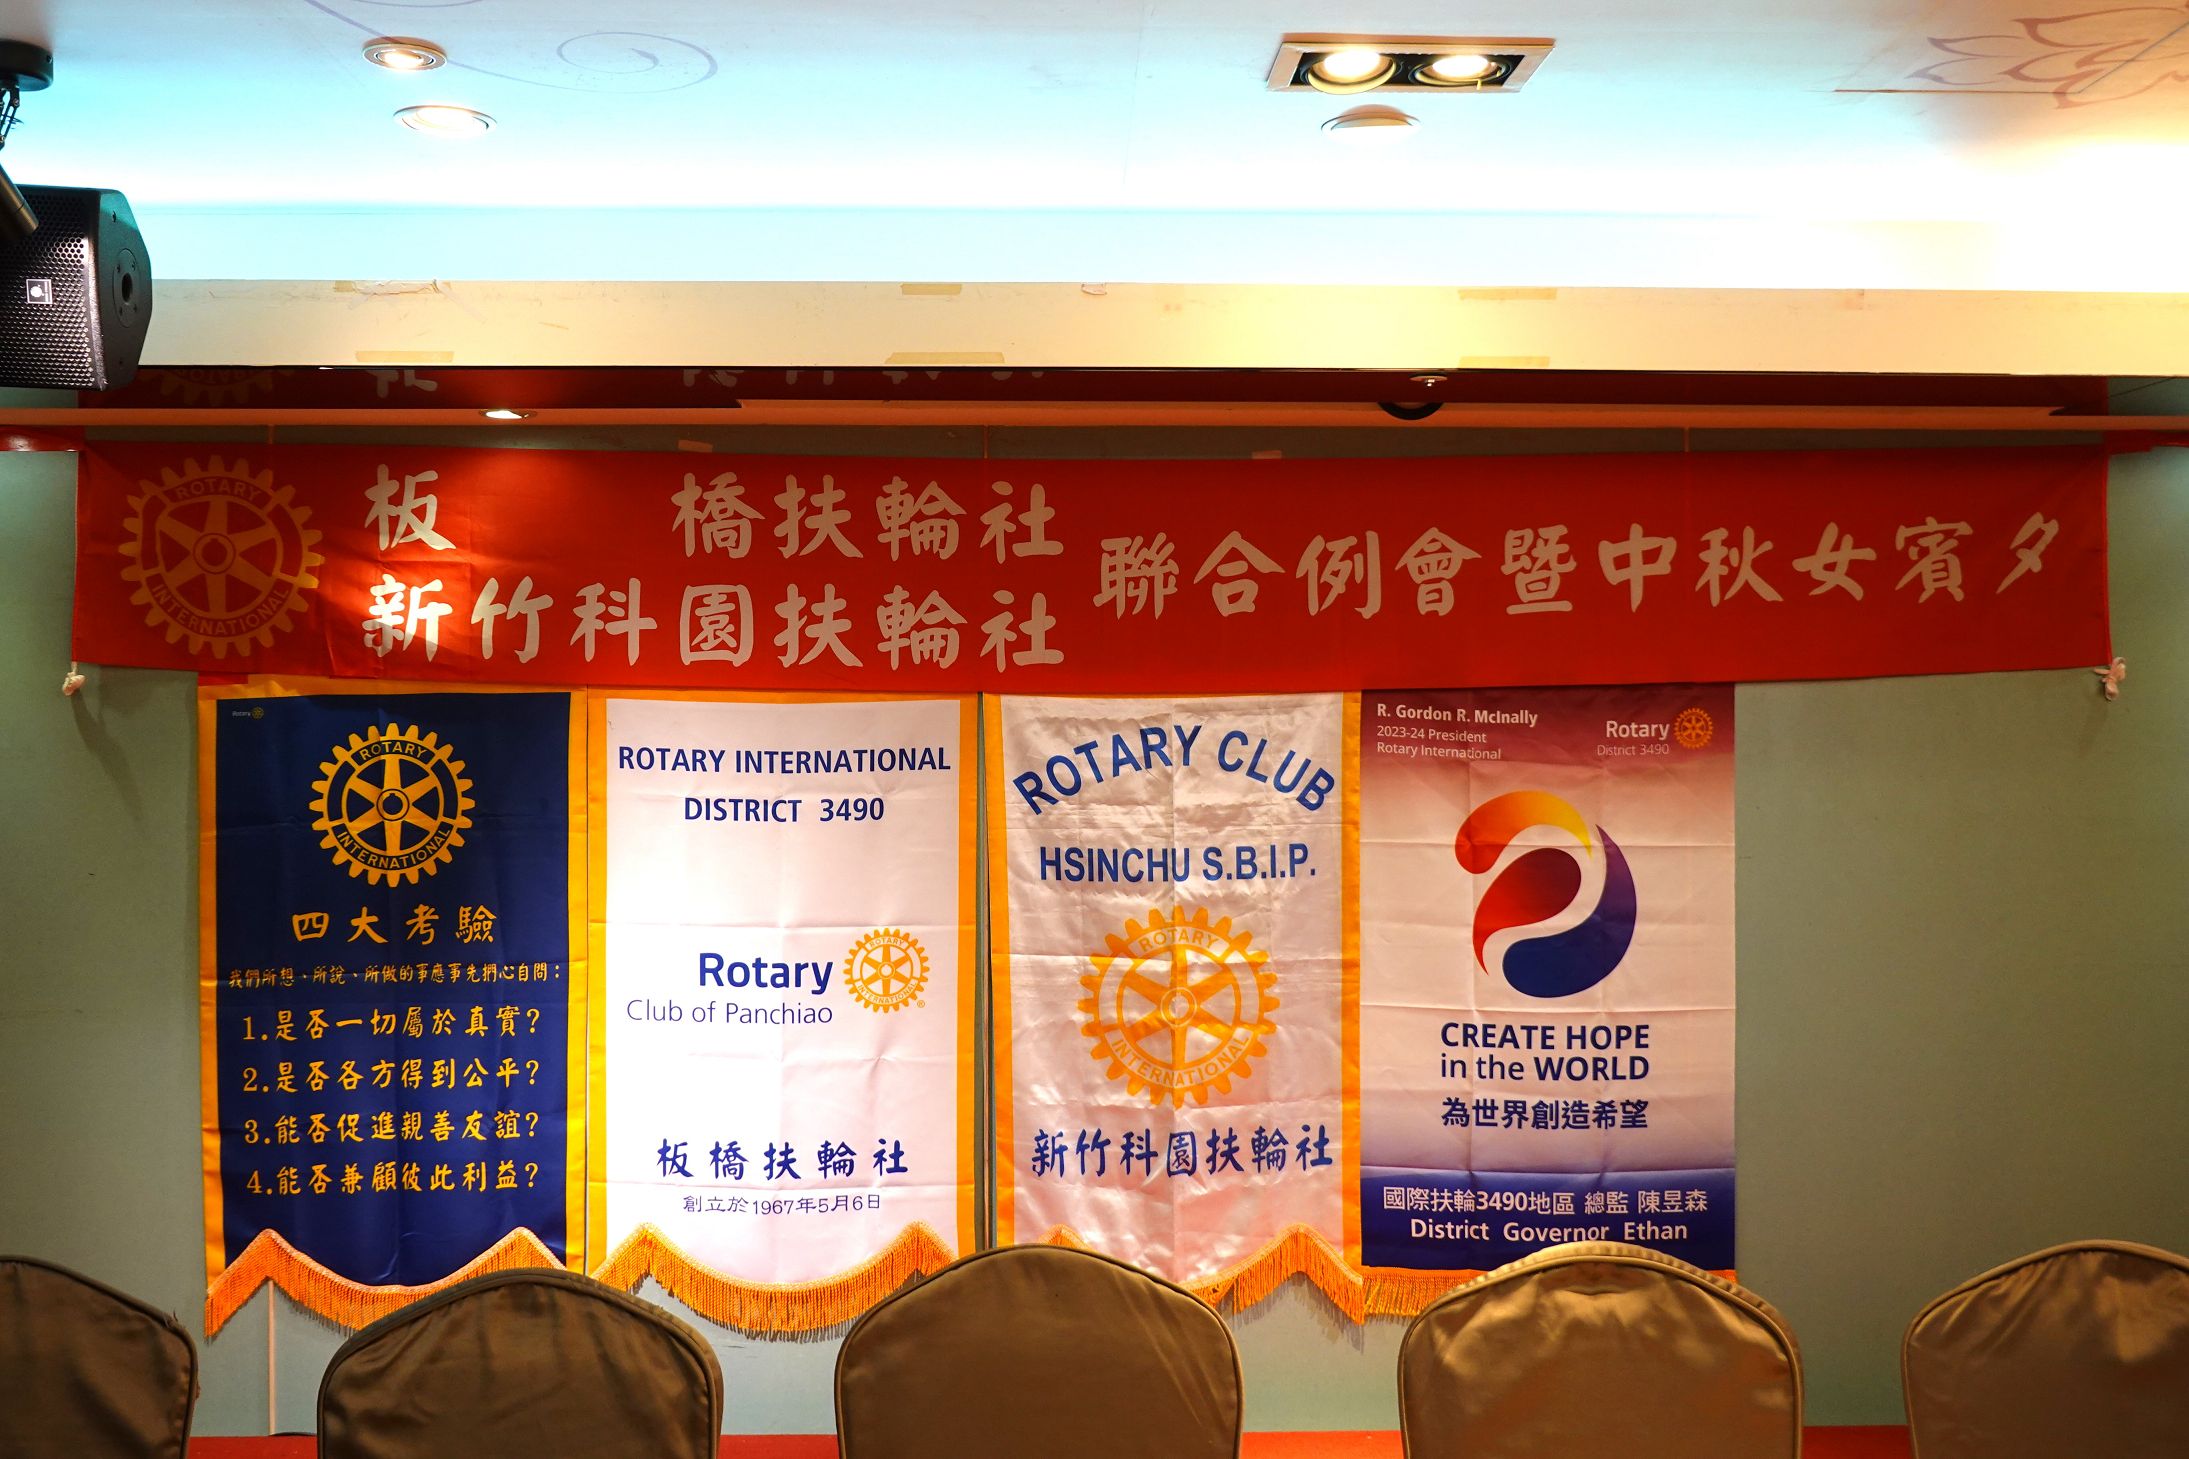 ROTARY
INTERNATIONAL
板橋扶輪社
新竹科園扶輪社
聯合例會暨中秋女賓夕
Rotary
ROTARY
INTERNATIONAL
四大考驗
我們所想、所說、所做的事應事先捫心自問：
1.是否一切屬於真實?
2.是否各方得到公平?
3.能否促進親善友誼?
4.能否兼顧彼此利益?
ROTARY INTERNATIONAL
DISTRICT 3490
Rotary
Club of Panchiao
ROTARY
INTERNATIONAL
板橋扶輪社
創立於1967年5月6日
ROTARY CLUB
HSINCHU S.B.I.P.
ROTARY
INTERNATIONAL
新竹科園扶輪社
R. Gordon R. McInally
2023-24 President
Rotary International
Rotary
District 3490
CREATE HOPE
in the WORLD
為世界創造希望
國際扶輪3490地區 總監 陳昱森
District Governor Ethan